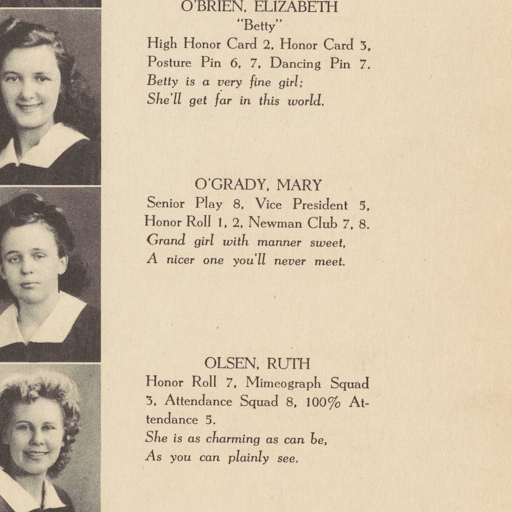 O'BRIEN, ELIZABETH
"Betty"
High Honor Card 2, Honor Card 3,
Posture Pin 6, 7, Dancing Pin 7.
Betty is a very fine girl;
She'll get far in this world.
O'GRADY, MARY
Senior Play 8, Vice President 5,
Honor Roll 1, 2, Newman Club 7, 8.
Grand girl with manner sweet,
A nicer one you'll never meet.
OLSEN, RUTH
Honor Roll 7, Mimeograph Squad
3, Attendance Squad 8, 100% At-
tendance 5.
She is as charming as can be,
As you can plainly see.